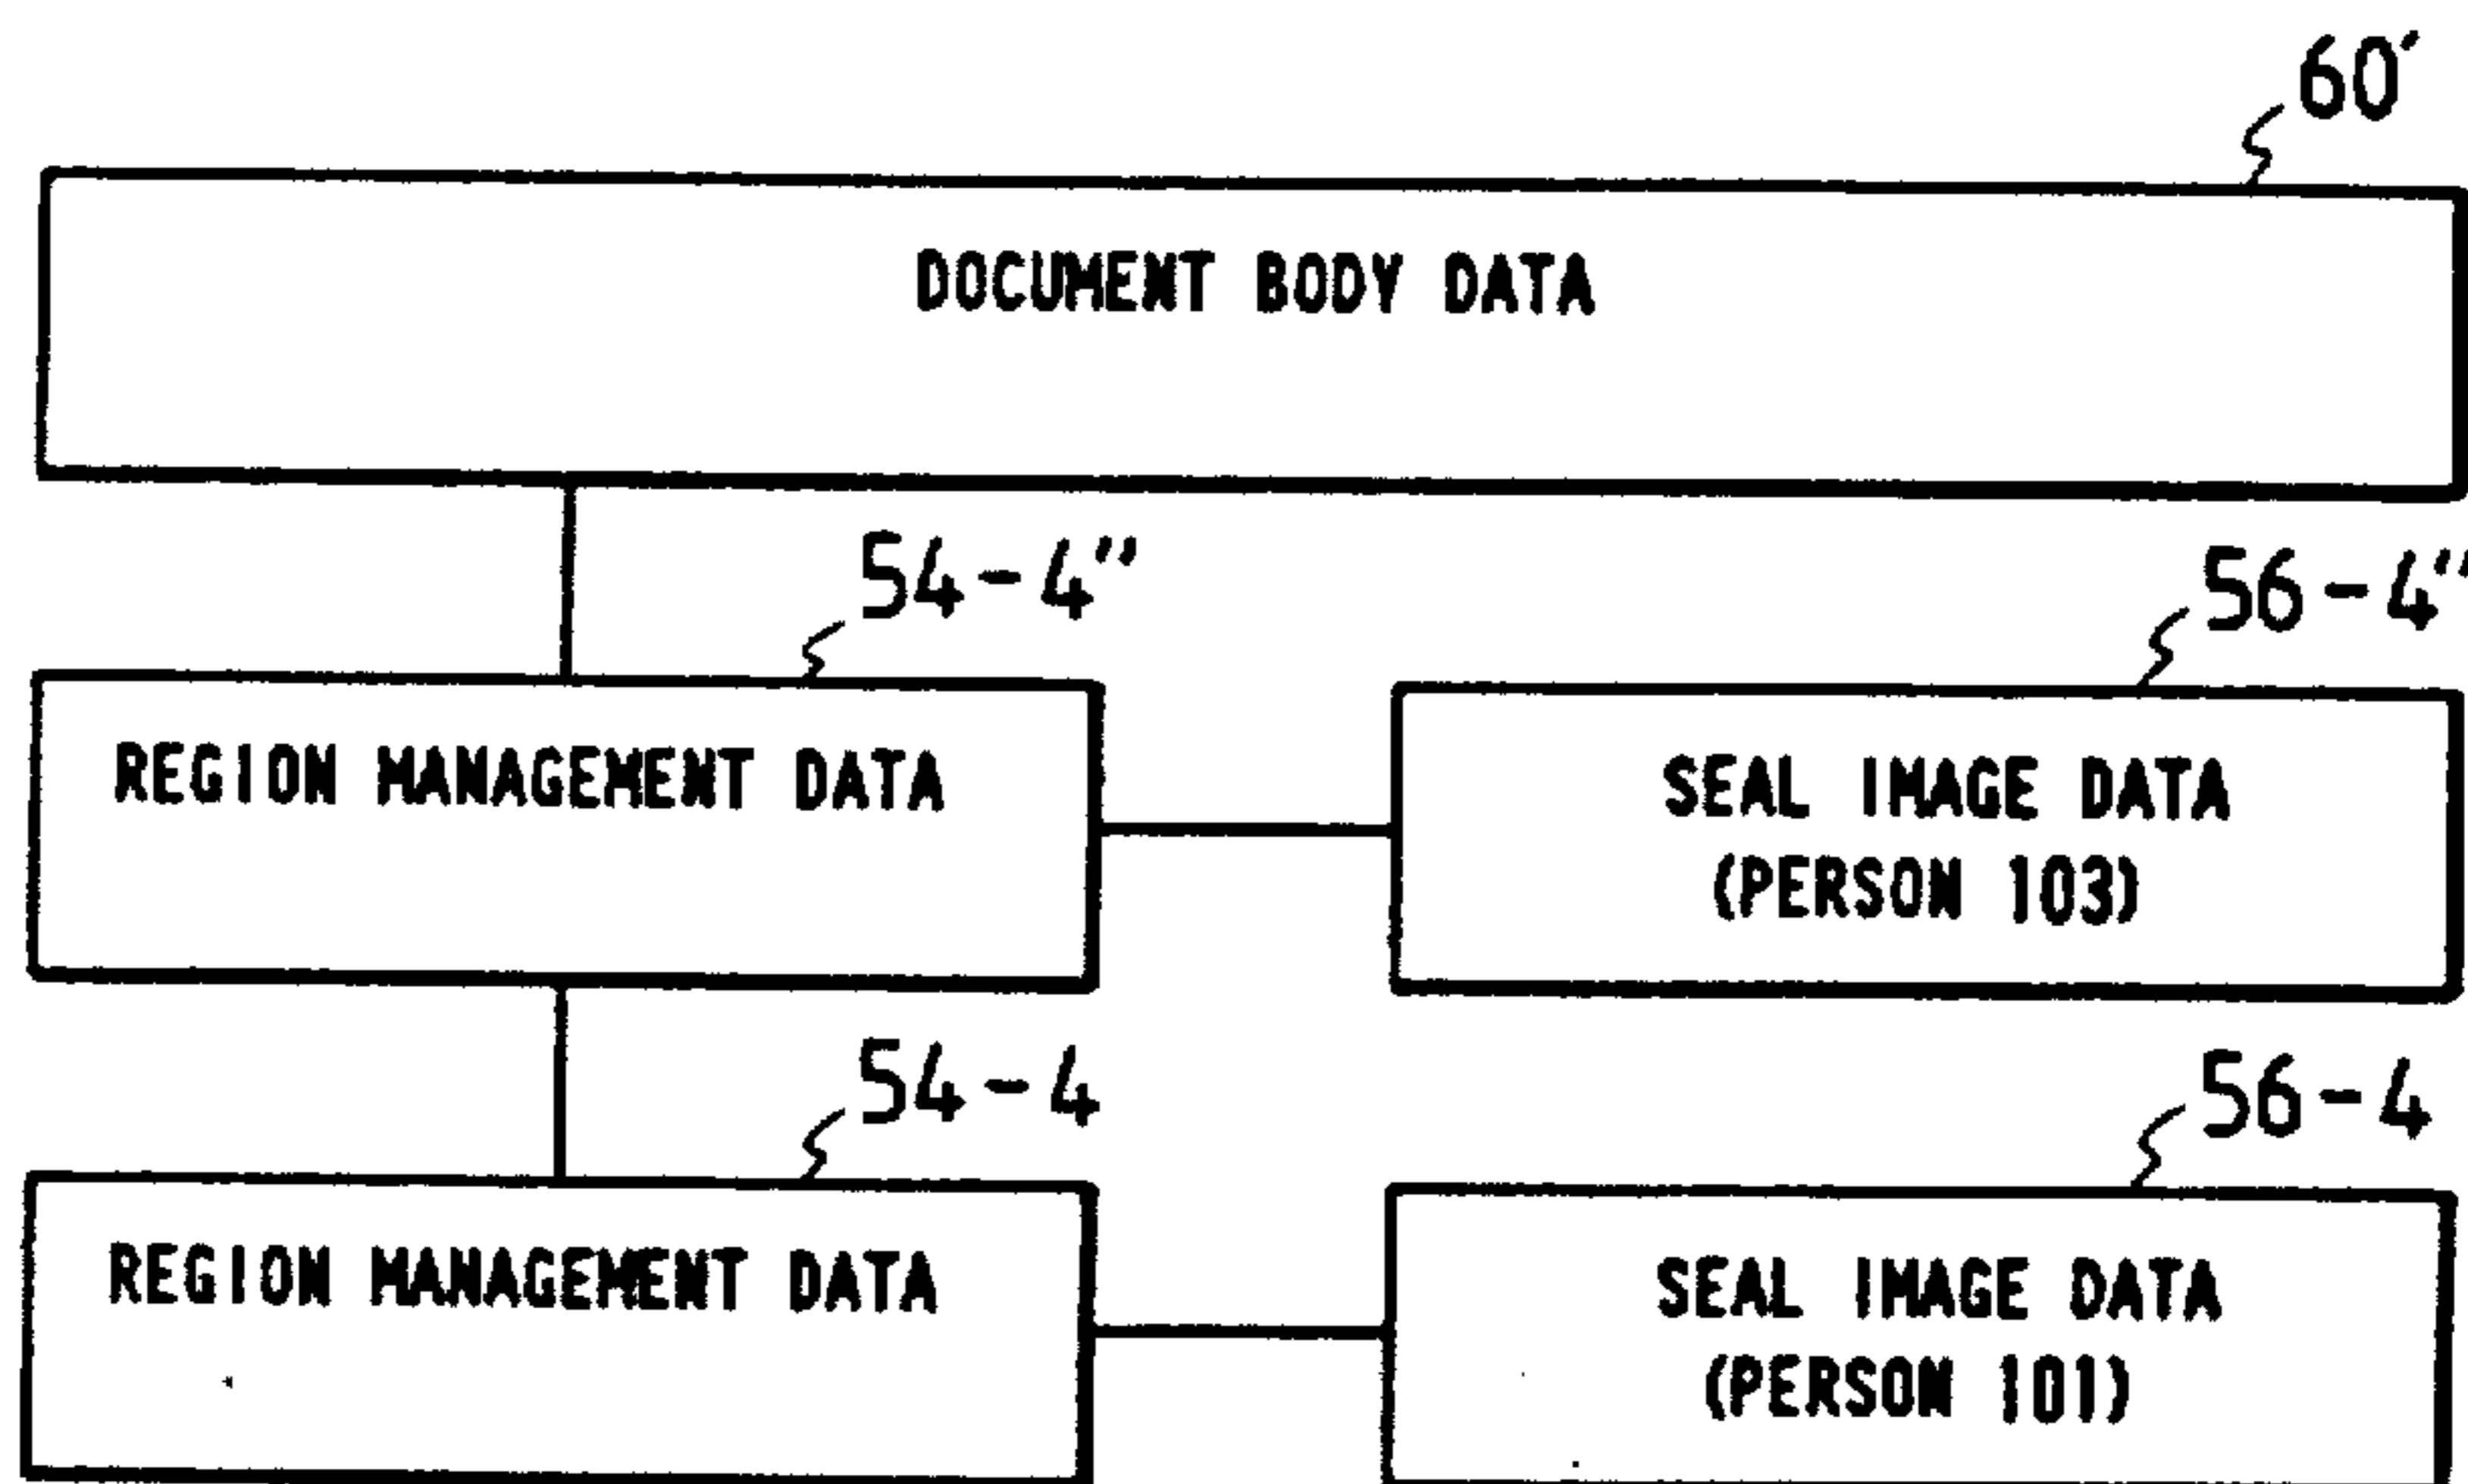 60'
DOCUMENT BODY DATA
54-4"
56-4"
REGION MANAGEMENT DATA
SEAL IMAGE DATA
(PERSON 103)
54-4
56-4
REGION MANAGEMENT DATA
SEAL IMAGE DATA
(PERSON 101)